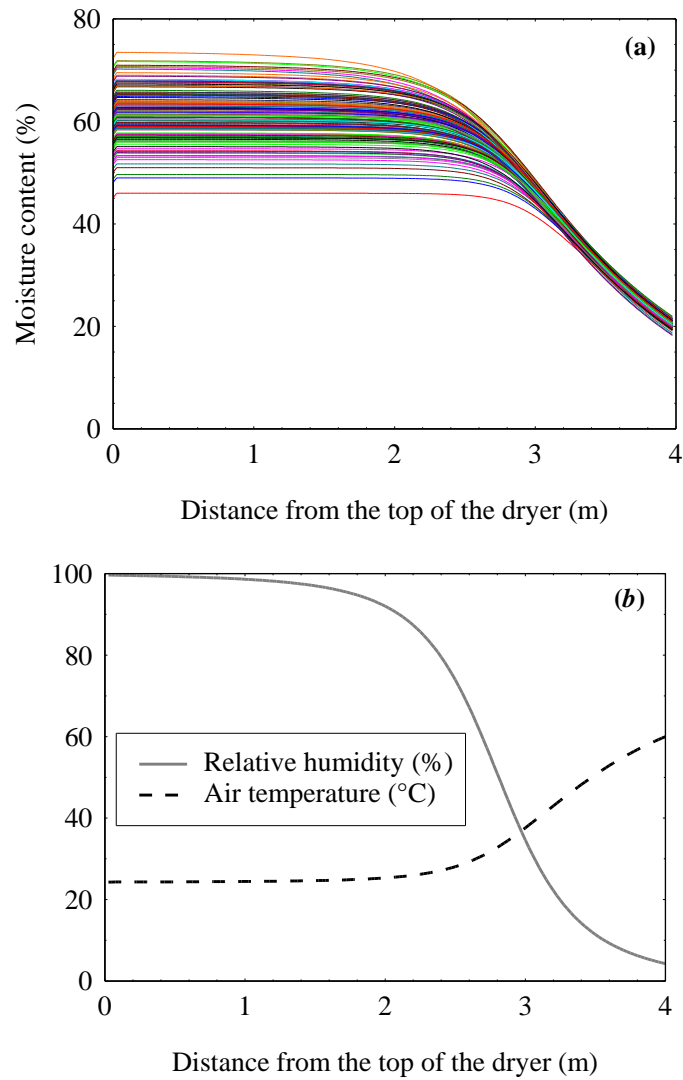 80
(a)
60
40
20
0
0 1 2 3 4
Moisture content (%)
Distance from the top of the dryer (m)
100
(b)
80
60
Relative humidity (%)
Air temperature (°C)
40
20
0
0 1 2 3 4
Distance from the top of the dryer (m)